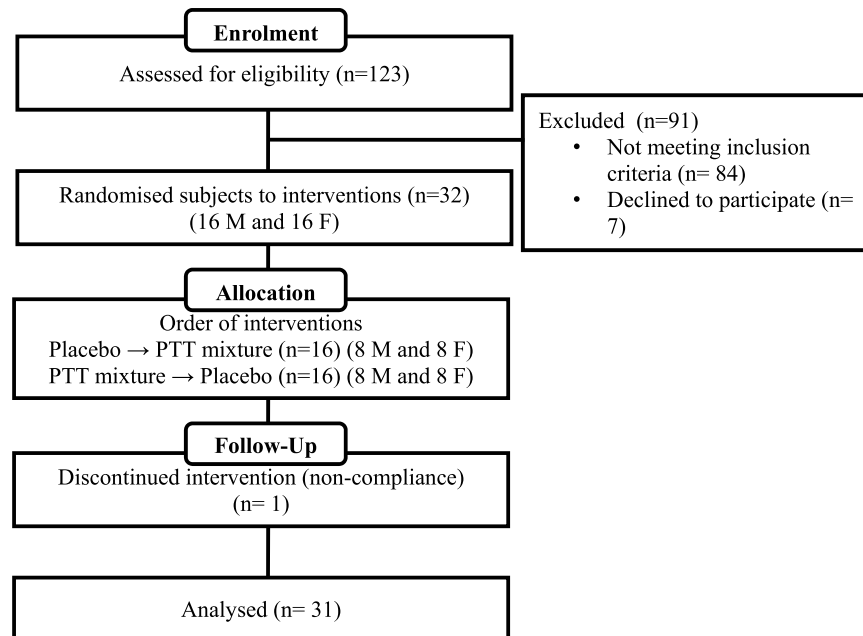 Enrolment
Assessed for eligibility (n=123)
Excluded  (n=91)
• Not meeting inclusion
criteria (n= 84)
• Declined to participate (n=
7)
Randomised subjects to interventions (n=32)
(16 M and 16 F)
Allocation
Order of interventions
Placebo → PTT mixture (n=16) (8 M and 8 F)
PTT mixture → Placebo (n=16) (8 M and 8 F)
Follow-Up
Discontinued intervention (non-compliance)
(n= 1)
Analysed (n= 31)